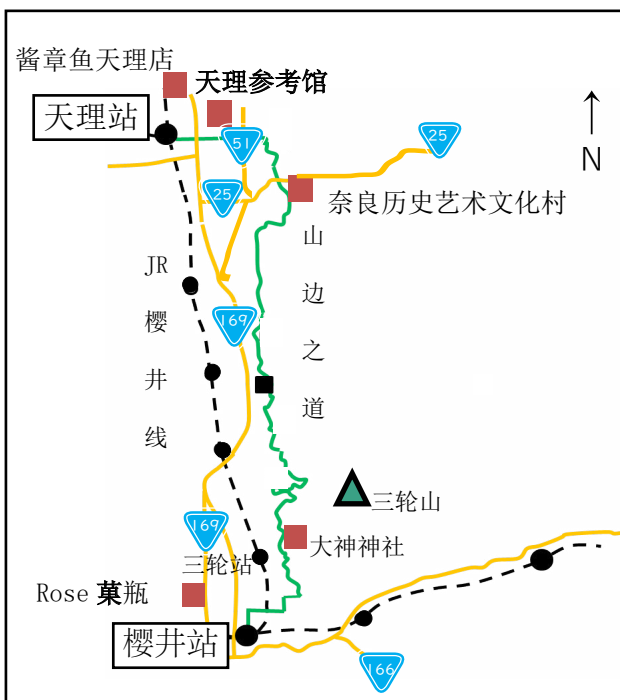 酱章鱼天理店
天理参考馆
天理站
51
25
N
25
奈良历史艺术文化村
山边之道
JR樱井线
169
三轮山
169
大神神社
三轮站
Rose 菓瓶
樱井站
166